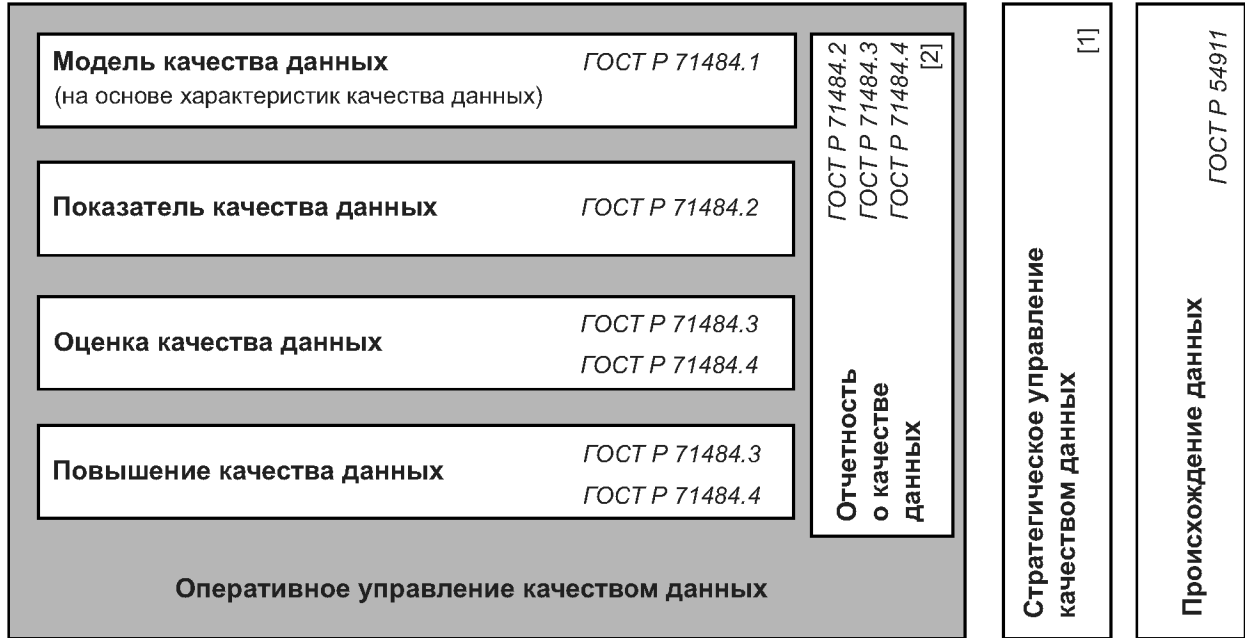 Модель качества данных
ГОСТ Р 71484.1
(на основе характеристик качества данных)
Показатель качества данных
ГОСТ Р 71484.2
Оценка качества данных
ГОСТ Р 71484.3
ГОСТ Р 71484.4
Повышение качества данных
ГОСТ Р 71484.3
ГОСТ Р 71484.4
Оперативное управление качеством данных
Отчетность
о качестве
данных
ГОСТ Р 71484.2
ГОСТ Р 71484.3
ГОСТ Р 71484.4
[2]
Стратегическое управление
качеством данных
[1]
Происхождение данных
ГОСТ Р 54911